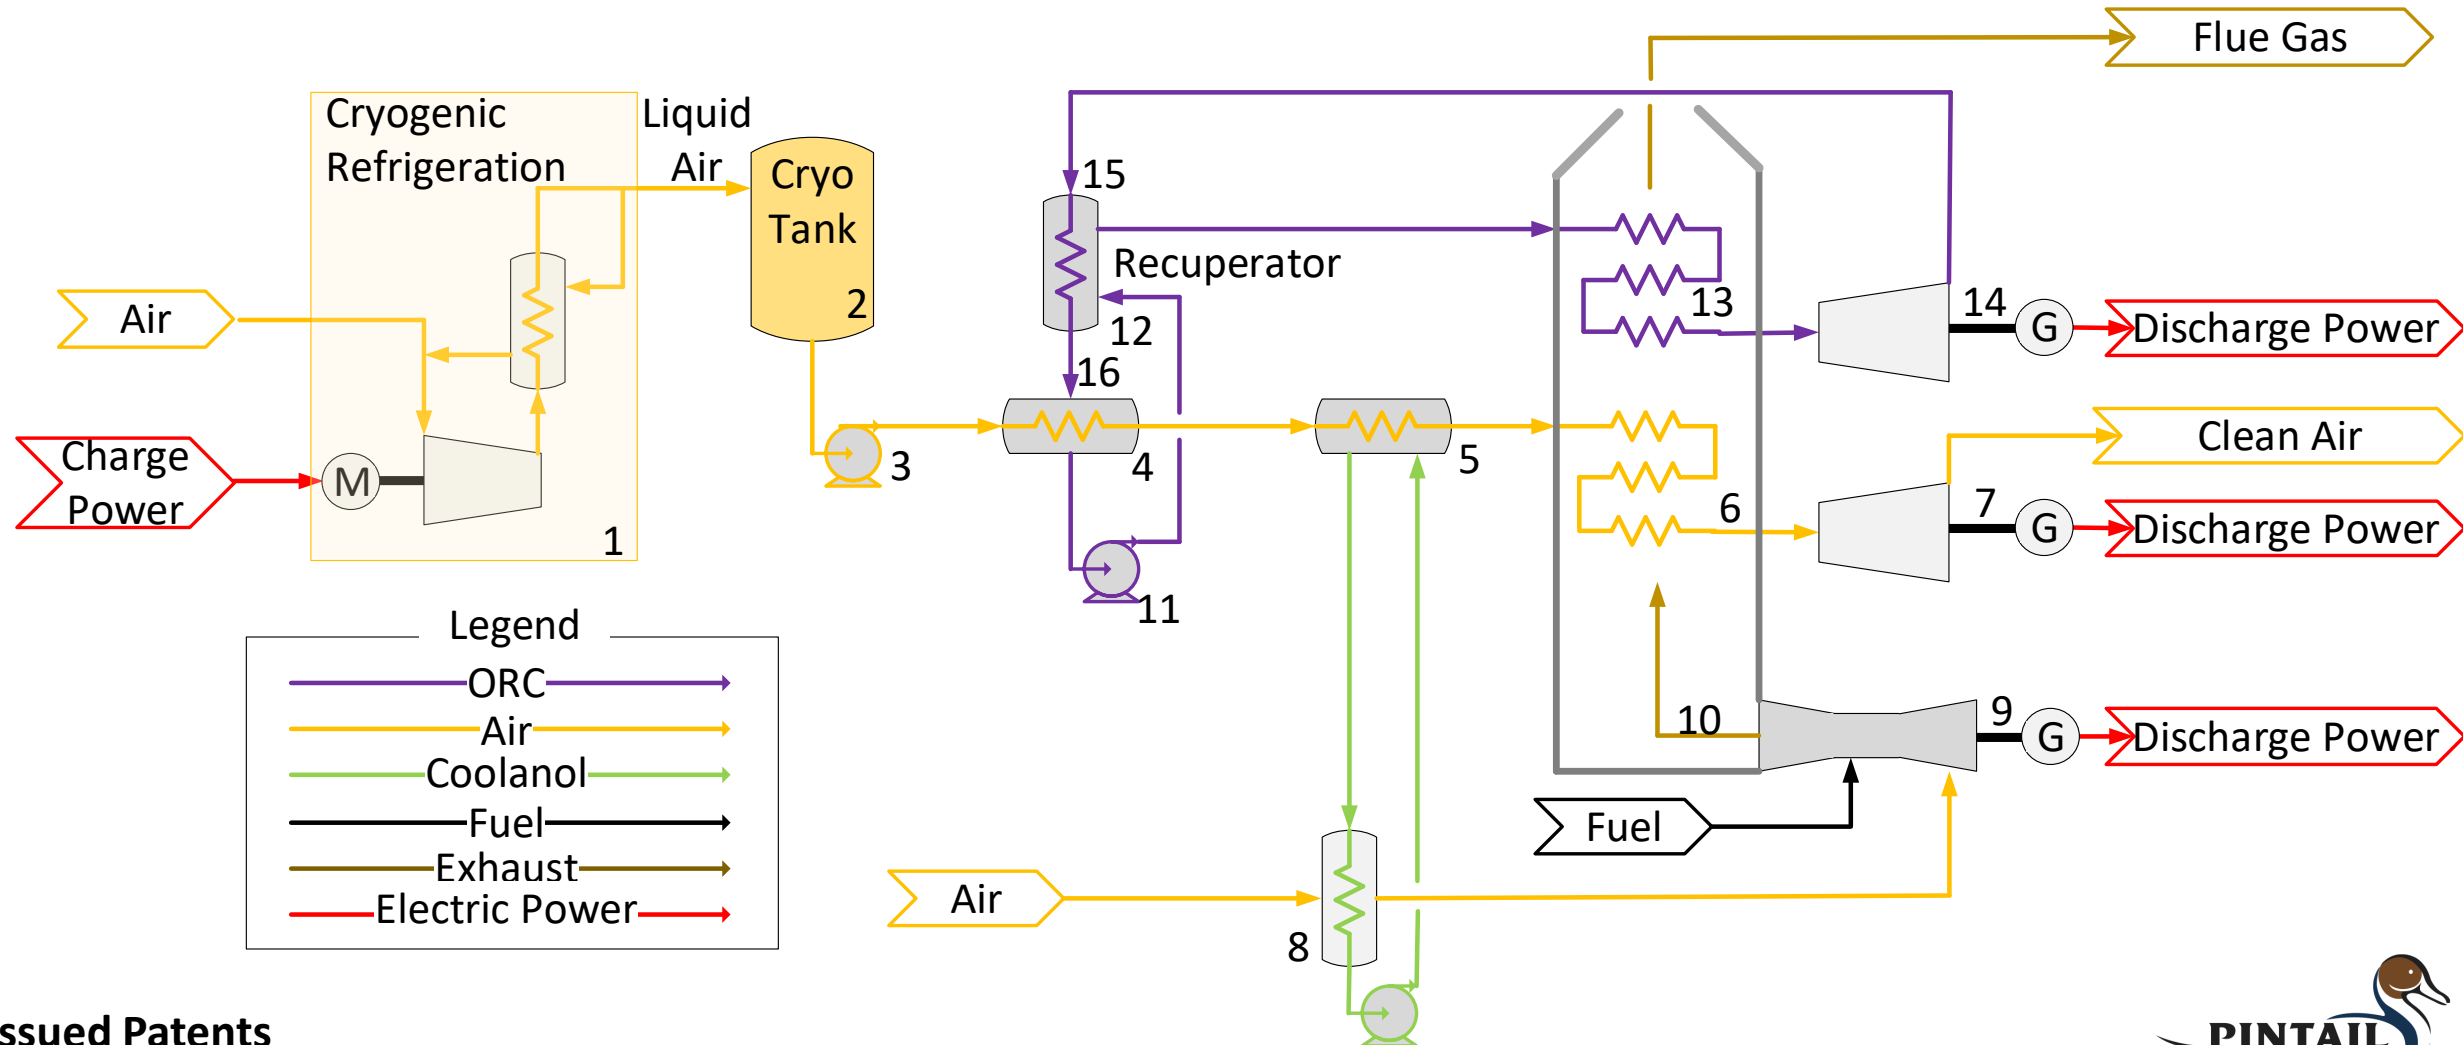 Flue Gas
Cryogenic
Refrigeration
Liquid
Air
Cryo
Tank
2
15
Recuperator
12
16
13
14
G
Discharge Power
Air
Charge
Power
M
1
3
4
5
6
Clean Air
7
G
Discharge Power
11
Legend
ORC
Air
Coolanol
Fuel
Exhaust
Electric Power
10
9
G
Discharge Power
Fuel
Air
8
ssued Patents
PINTAIL